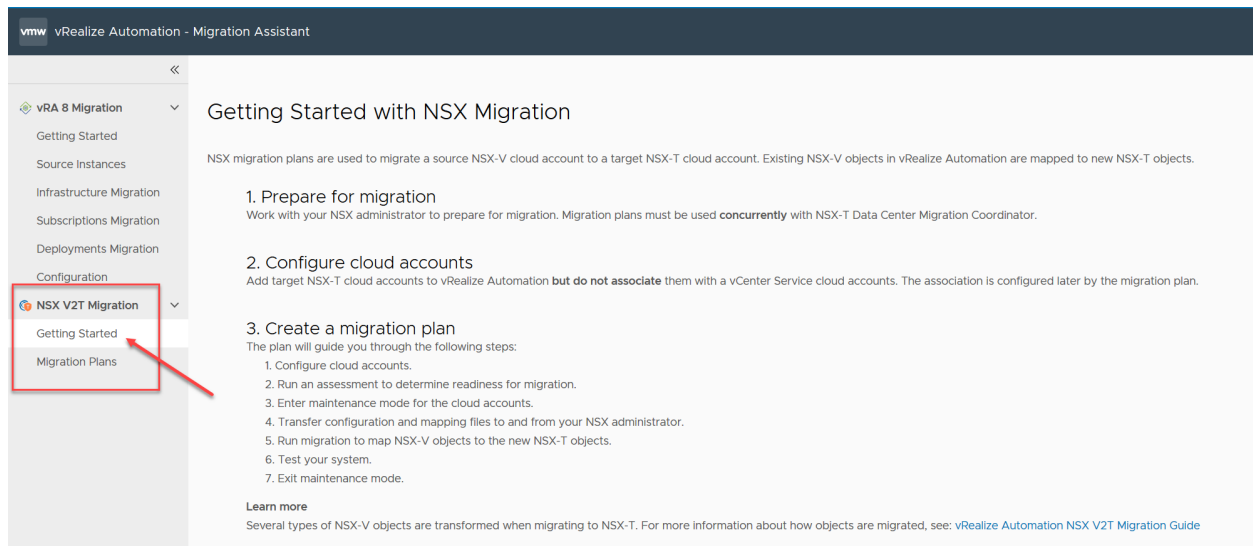 vmw vRealize Automation - Migration Assistant
vRA 8 Migration
Getting Started
Source Instances
Infrastructure Migration
Subscriptions Migration
Deployments Migration
Configuration
NSX V2T Migration
Getting Started
Migration Plans
Getting Started with NSX Migration
NSX migration plans are used to migrate a source NSX-V cloud account to a target NSX-T cloud account. Existing NSX-V objects in vRealize Automation are mapped to new NSX-T objects.
1. Prepare for migration
Work with your NSX administrator to prepare for migration. Migration plans must be used concurrently with NSX-T Data Center Migration Coordinator.
2. Configure cloud accounts
Add target NSX-T cloud accounts to vRealize Automation but do not associate them with a vCenter Service cloud accounts. The association is configured later by the migration plan.
3. Create a migration plan
The plan will guide you through the following steps:
1. Configure cloud accounts.
2. Run an assessment to determine readiness for migration.
3. Enter maintenance mode for the cloud accounts.
4. Transfer configuration and mapping files to and from your NSX administrator.
5. Run migration to map NSX-V objects to the new NSX-T objects.
6. Test your system.
7. Exit maintenance mode.
Learn more
Several types of NSX-V objects are transformed when migrating to NSX-T. For more information about how objects are migrated, see: vRealize Automation NSX V2T Migration Guide